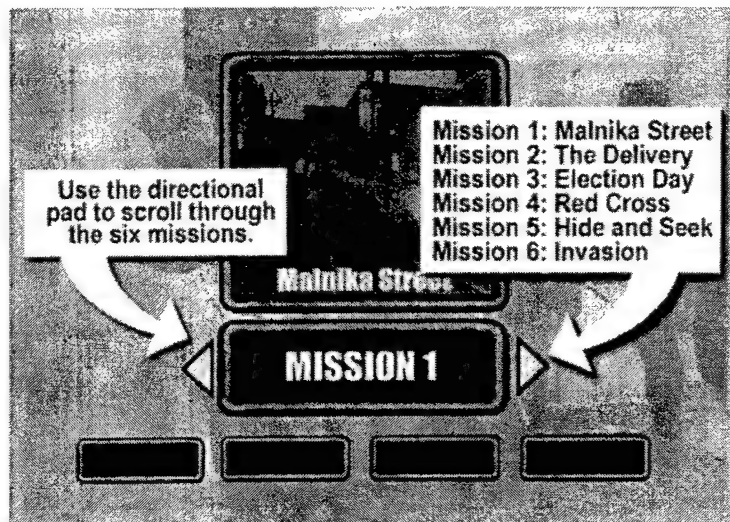 Mission 1: Malnika Street
Mission 2: The Delivery
Mission 3: Election Day
Mission 4: Red Cross
Mission 5: Hide and Seek
Mission 6: Invasion
Use the directional
pad to scroll through
the six missions.
Malnika Street
MISSION 1